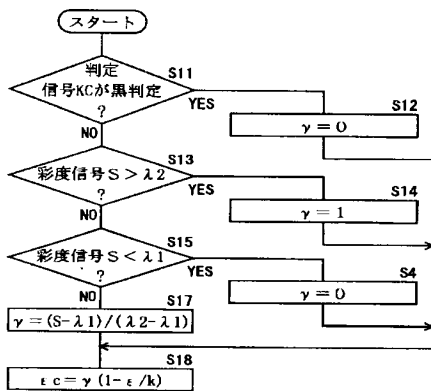 スタート
S11
判定
信号KCが黒判定
?
YES
NO
S12
γ=0
S13
彩度信号S>λ2
?
YES
NO
S14
γ=1
S15
彩度信号S<λ1
?
YES
NO
S4
γ=0
S17
γ=(S-λ1)/(λ2-λ1)
S18
εc=γ(1-ε/k)